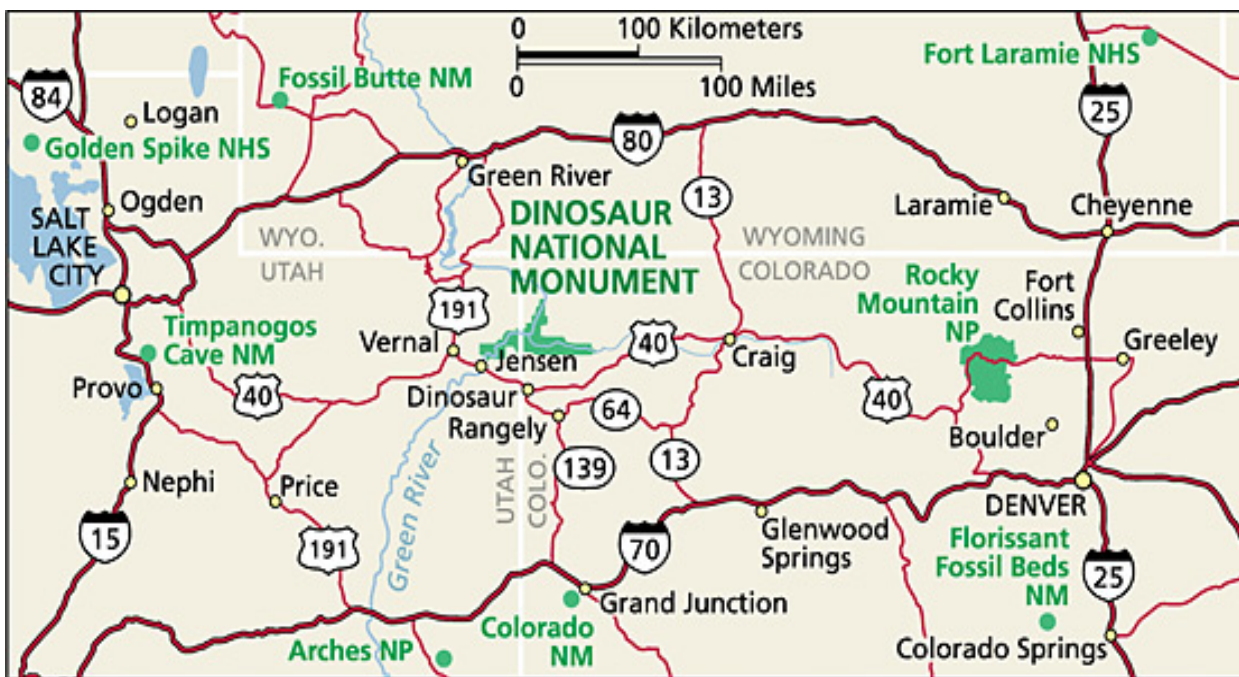 0 100 Kilometers
0 100 Miles
Fort Laramie NHS
Fossil Butte NM
84
Logan
25
Golden Spike NHS
80
Green River
13
Ogden
Laramie
Cheyenne
SALT
LAKE
CITY
WYO.
UTAH
DINOSAUR
NATIONAL
MONUMENT
WYOMING
COLORADO
Rocky
Mountain
NP
Fort
Collins
191
Timpanogos
Cave NM
Vernal
Jensen
40
Craig
Greeley
Provo
40
Dinosaur
Rangely
64
40
Boulder
139
13
Nephi
Price
Green River
UTAH
COLO.
DENVER
15
191
70
Glenwood
Springs
Florissant
Fossil Beds
NM
25
Grand Junction
Colorado
NM
Arches NP
Colorado Springs